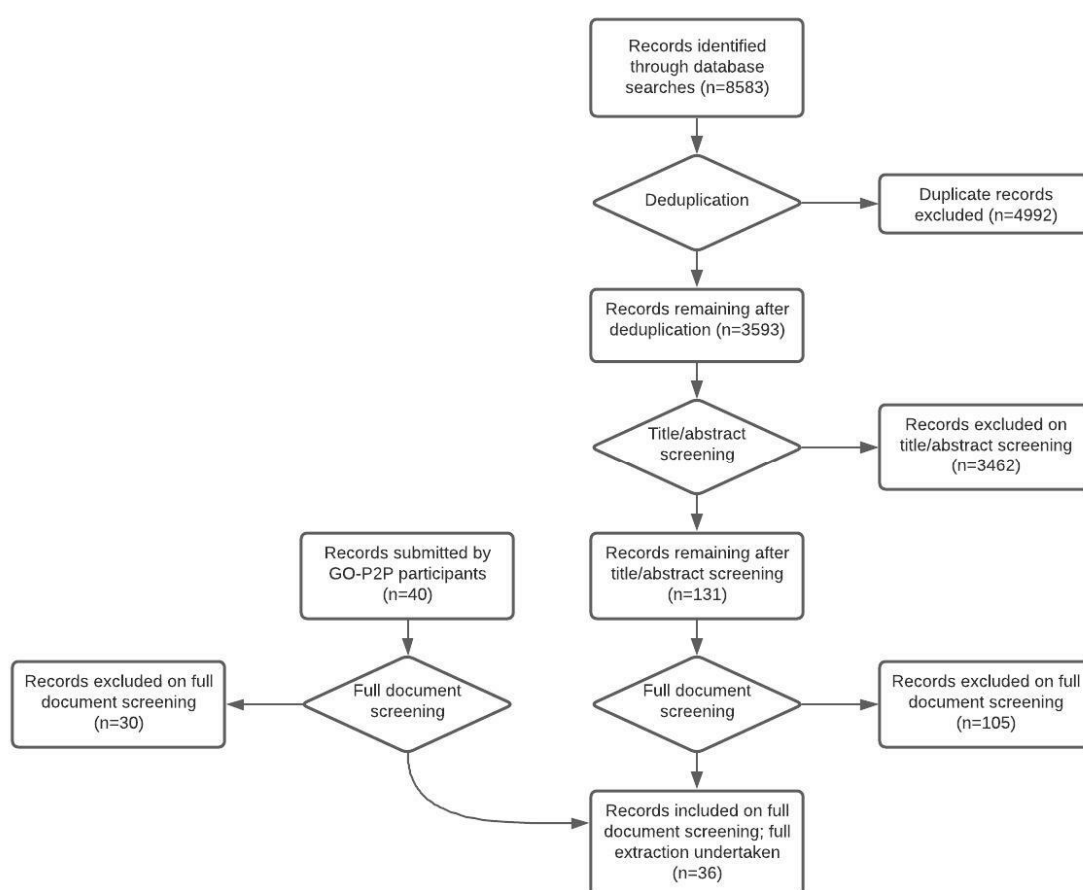 Records identified
through database
searches (n=8583)
Deduplication
Duplicate records
excluded (n=4992)
Records remaining after
deduplication (n=3593)
Title/abstract
screening
Records excluded on
title/abstract screening
(n=3462)
Records submitted by
GO-P2P participants
(n=40)
Records remaining after
title/abstract screening
(n=131)
Records excluded on full
document screening
(n=30)
Full document
screening
Full document
screening
Records excluded on full
document screening
(n=105)
Records included on full
document screening; full
extraction undertaken
(n=36)